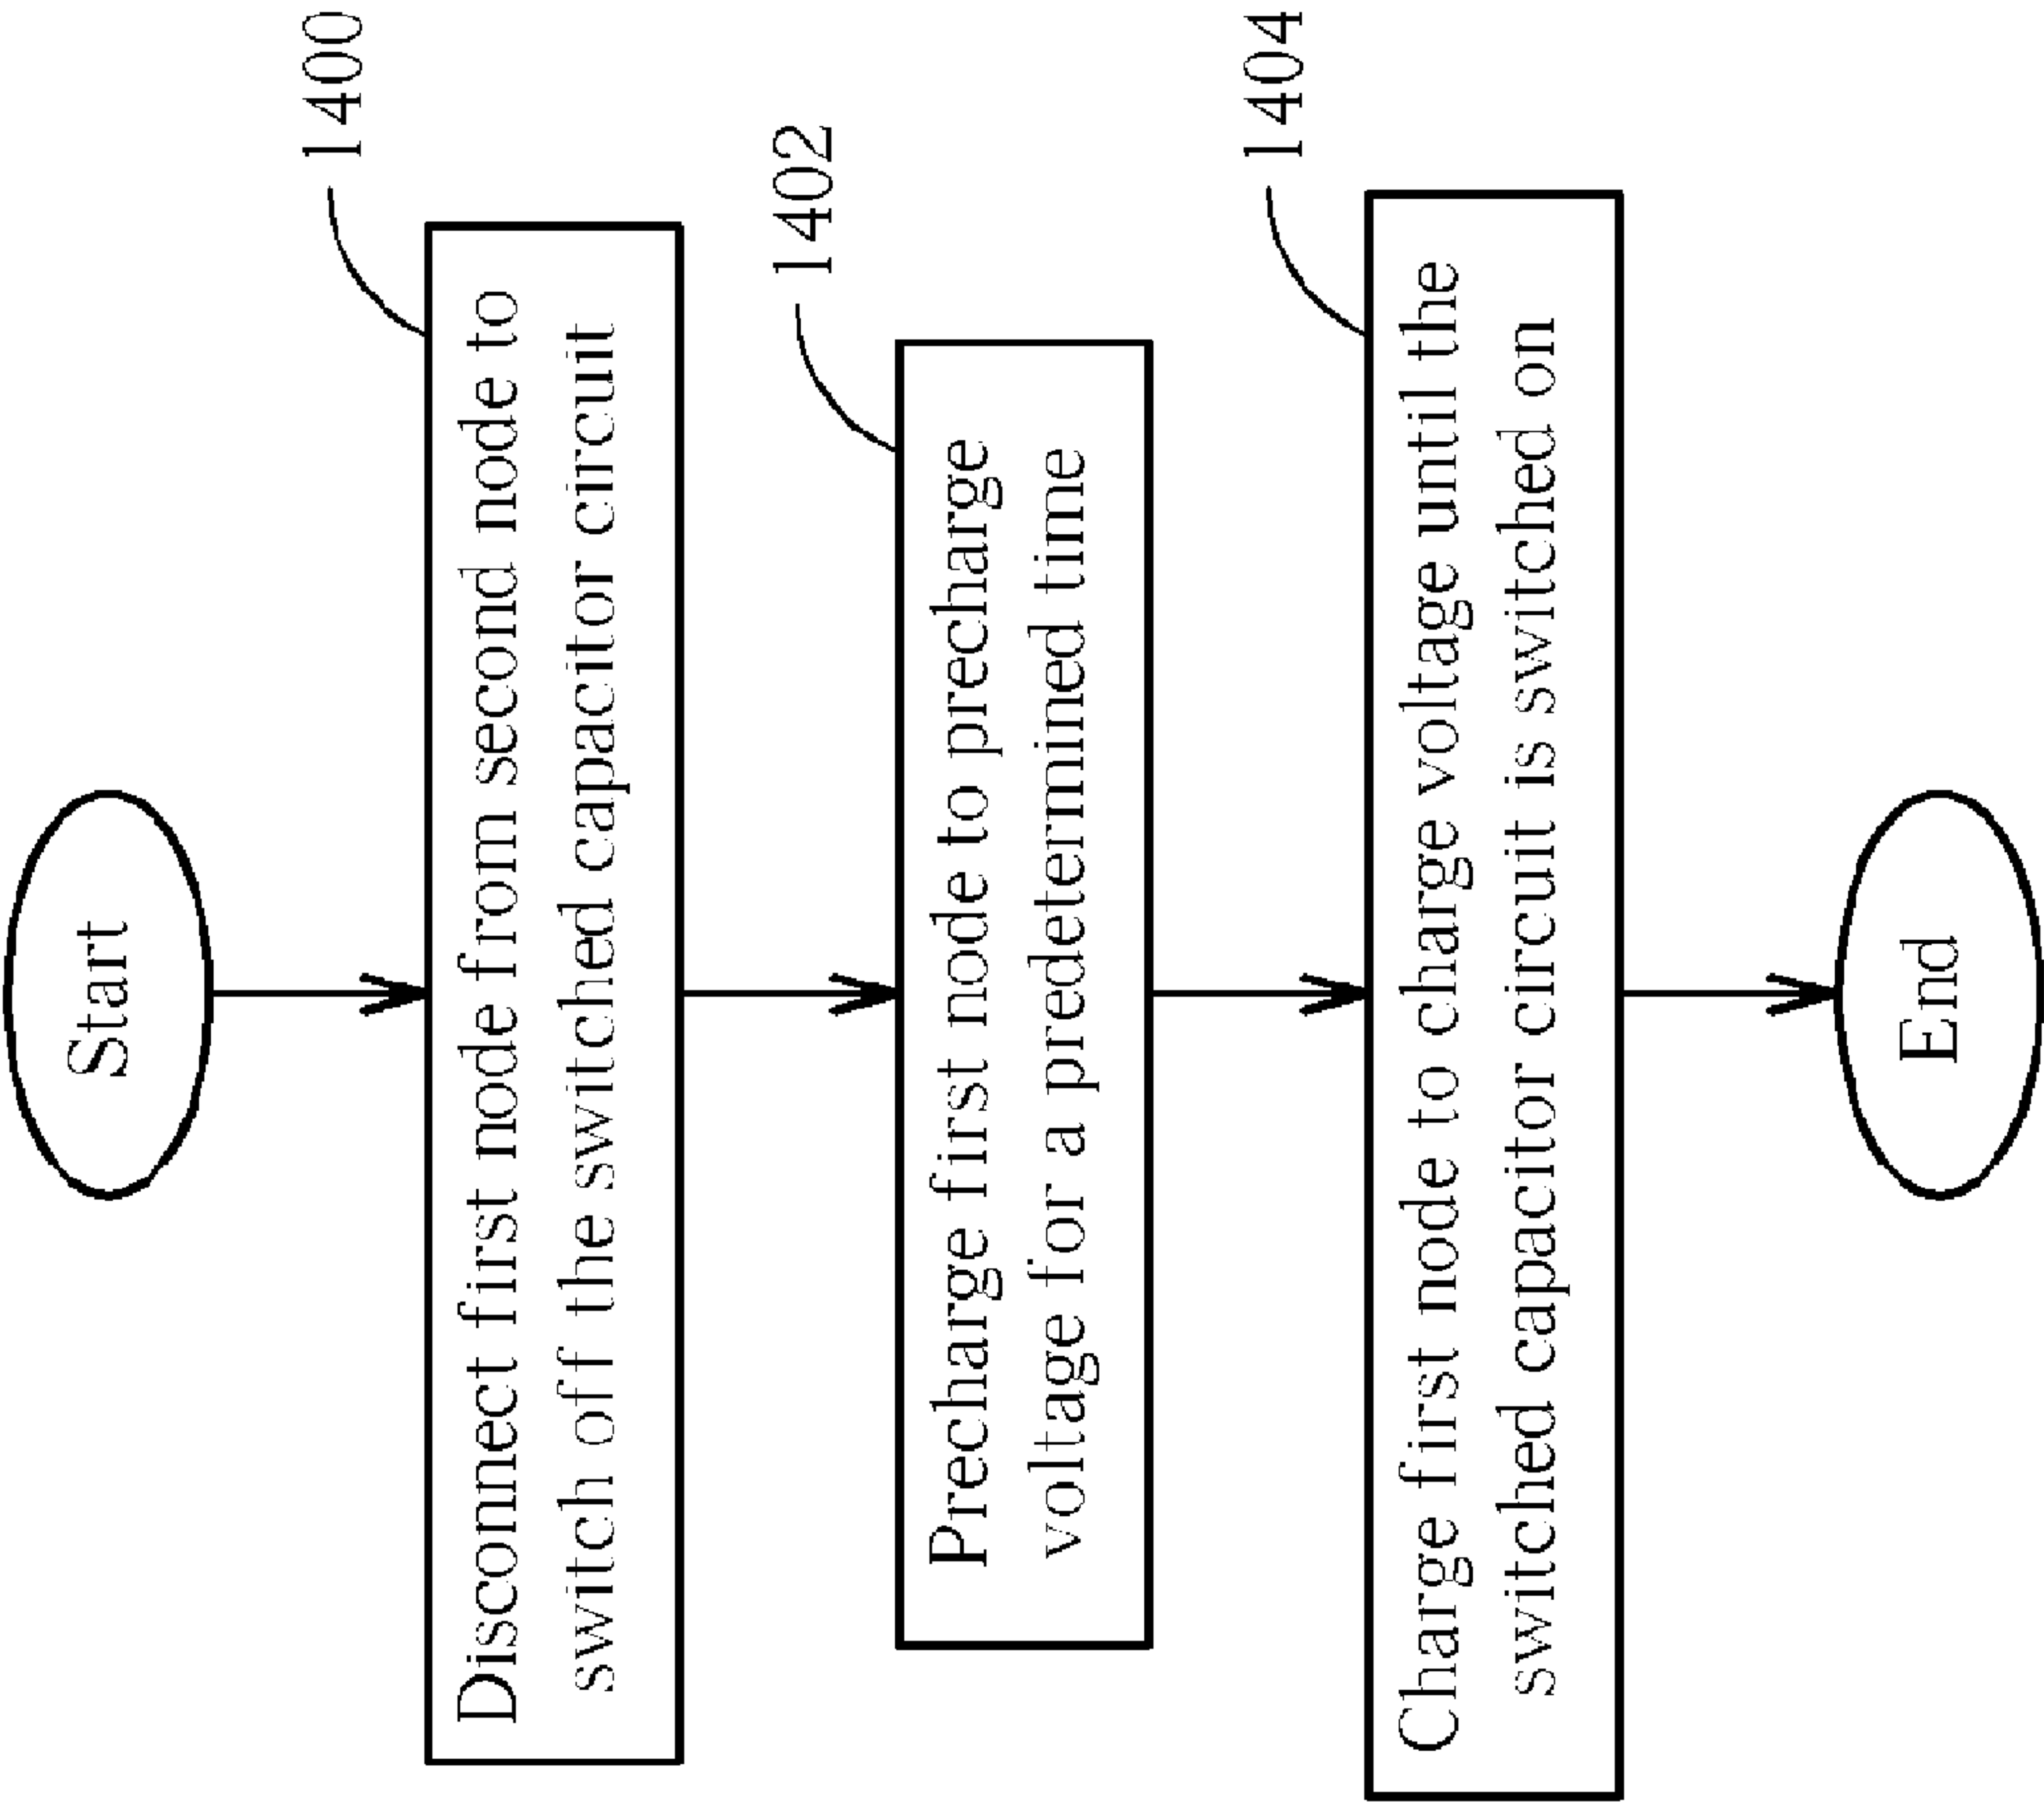 Start
1400
Disconnect first node from second node to
switch off the switched capacitor circuit
1402
Precharge first node to precharge
voltage for a predetermined time
1404
Charge first node to charge voltage until the
switched capacitor circuit is switched on
End